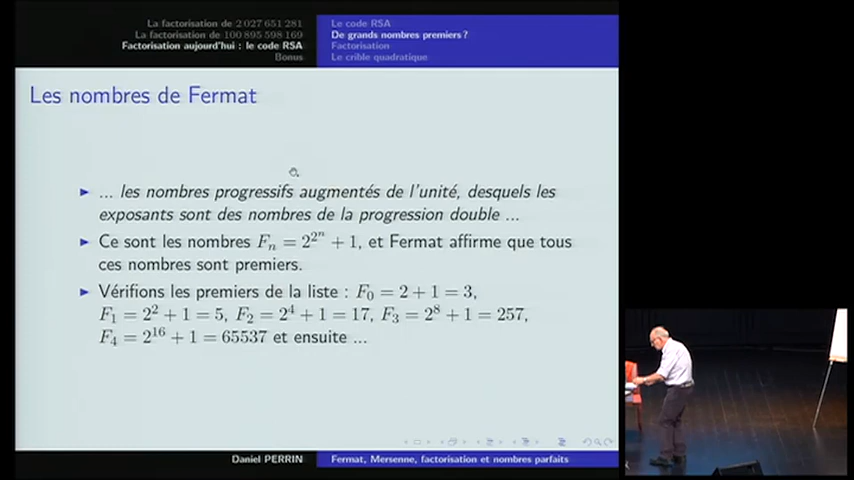 La factorisation de 2 027 651 281
La factorisation de 100 895 598 169
Factorisation aujourd'hui : le code RSA
Bonus
Le code RSA
De grands nombres premiers ?
Factorisation
Le crible quadratique
Les nombres de Fermat
... les nombres progressifs augmentés de l'unité, desquels les
exposants sont des nombres de la progression double ...
Ce sont les nombres $F_n = 2^{2^n} + 1$, et Fermat affirme que tous
ces nombres sont premiers.
Vérifions les premiers de la liste : $F_0 = 2 + 1 = 3$,
$F_1 = 2^2 + 1 = 5$, $F_2 = 2^4 + 1 = 17$, $F_3 = 2^8 + 1 = 257$,
$F_4 = 2^{16} + 1 = 65537$ et ensuite ...
Daniel PERRIN
Fermat, Mersenne, factorisation et nombres parfaits